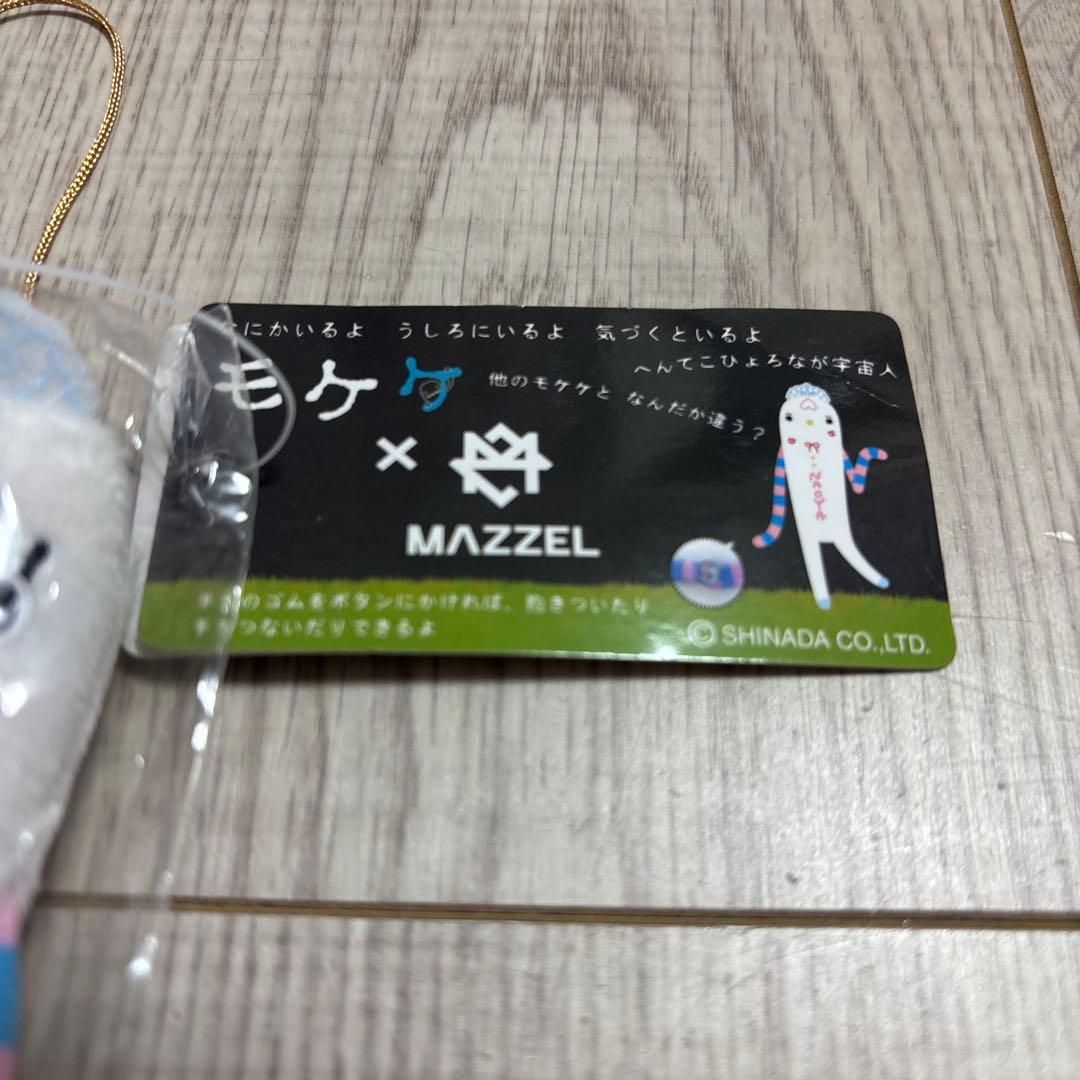 にかいるよ うしろにいるよ 気づくといるよ
へんてこひょろなが宇宙人
モケケ
他のモケケと なんだか違う？
×
MAZZEL
NAOYA
のゴムをボタンにかければ、抱きついたり
つないだりできるよ
© SHINADA CO.,LTD.